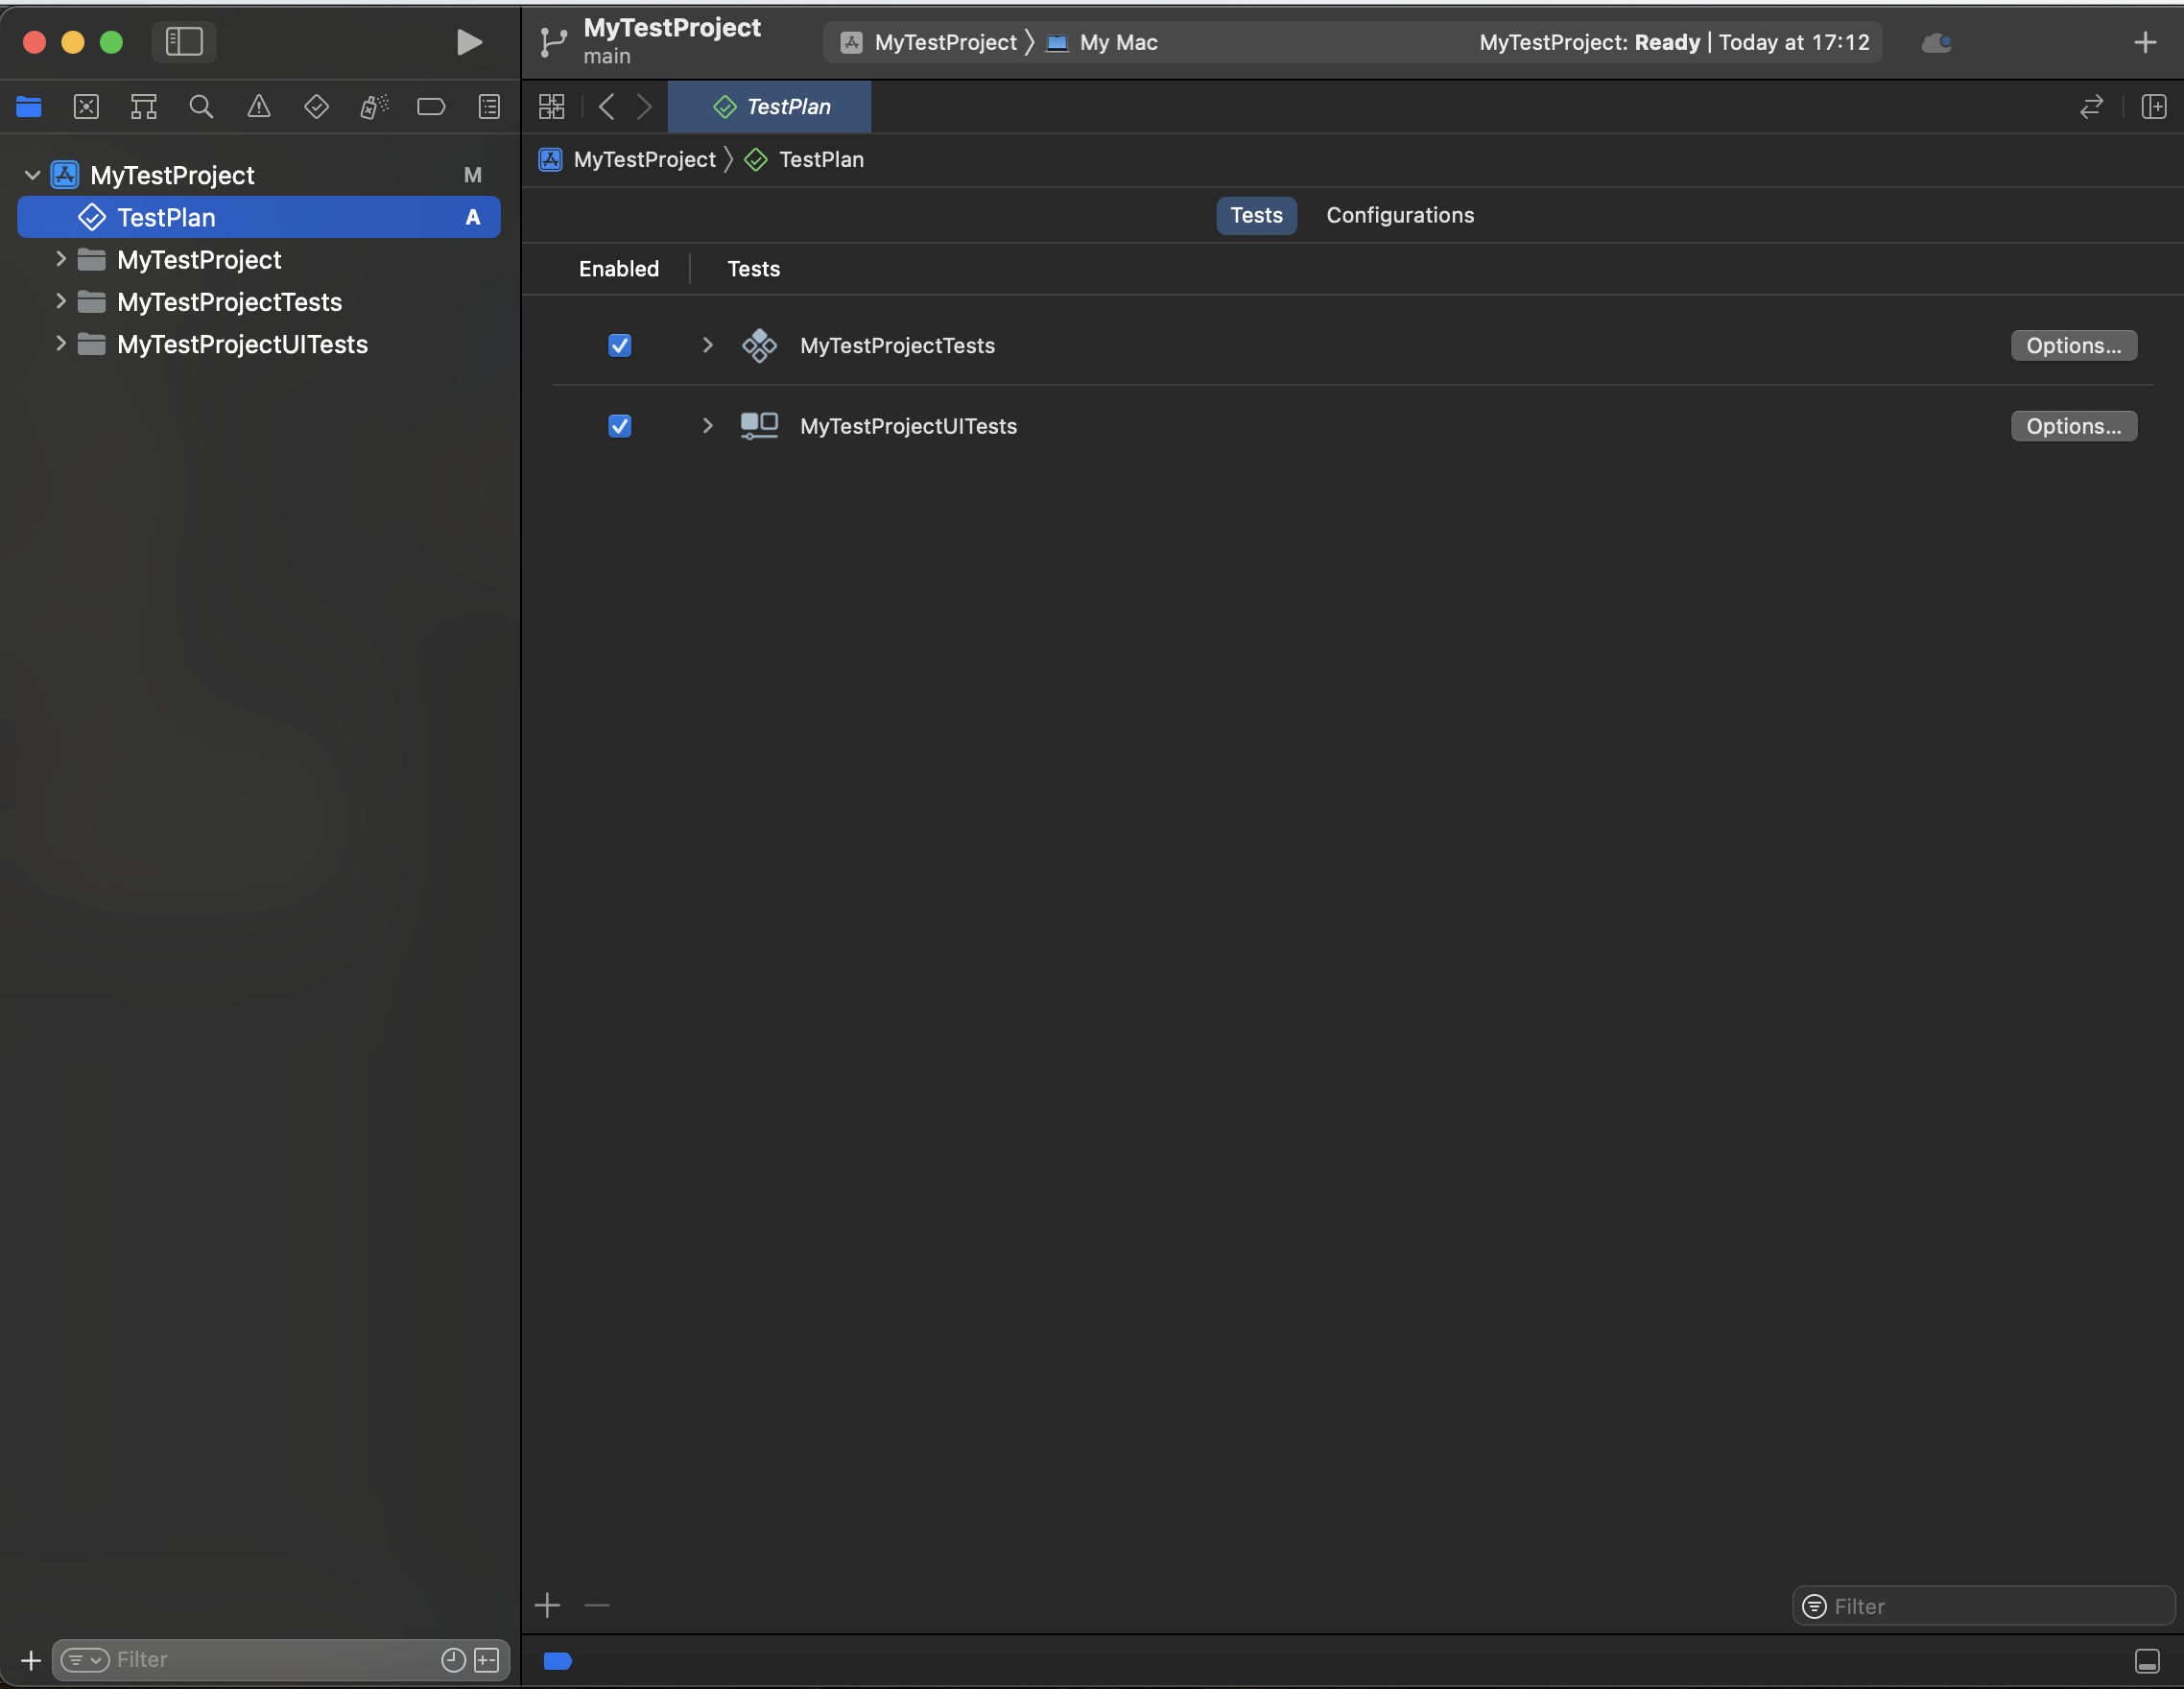 MyTestProject
main
MyTestProject 〉 My Mac
MyTestProject: Ready | Today at 17:12
TestPlan
MyTestProject 〉 TestPlan
MyTestProject M
TestPlan A
MyTestProject
MyTestProjectTests
MyTestProjectUITests
Tests Configurations
Enabled Tests
MyTestProjectTests Options...
MyTestProjectUITests Options...
Filter
Filter